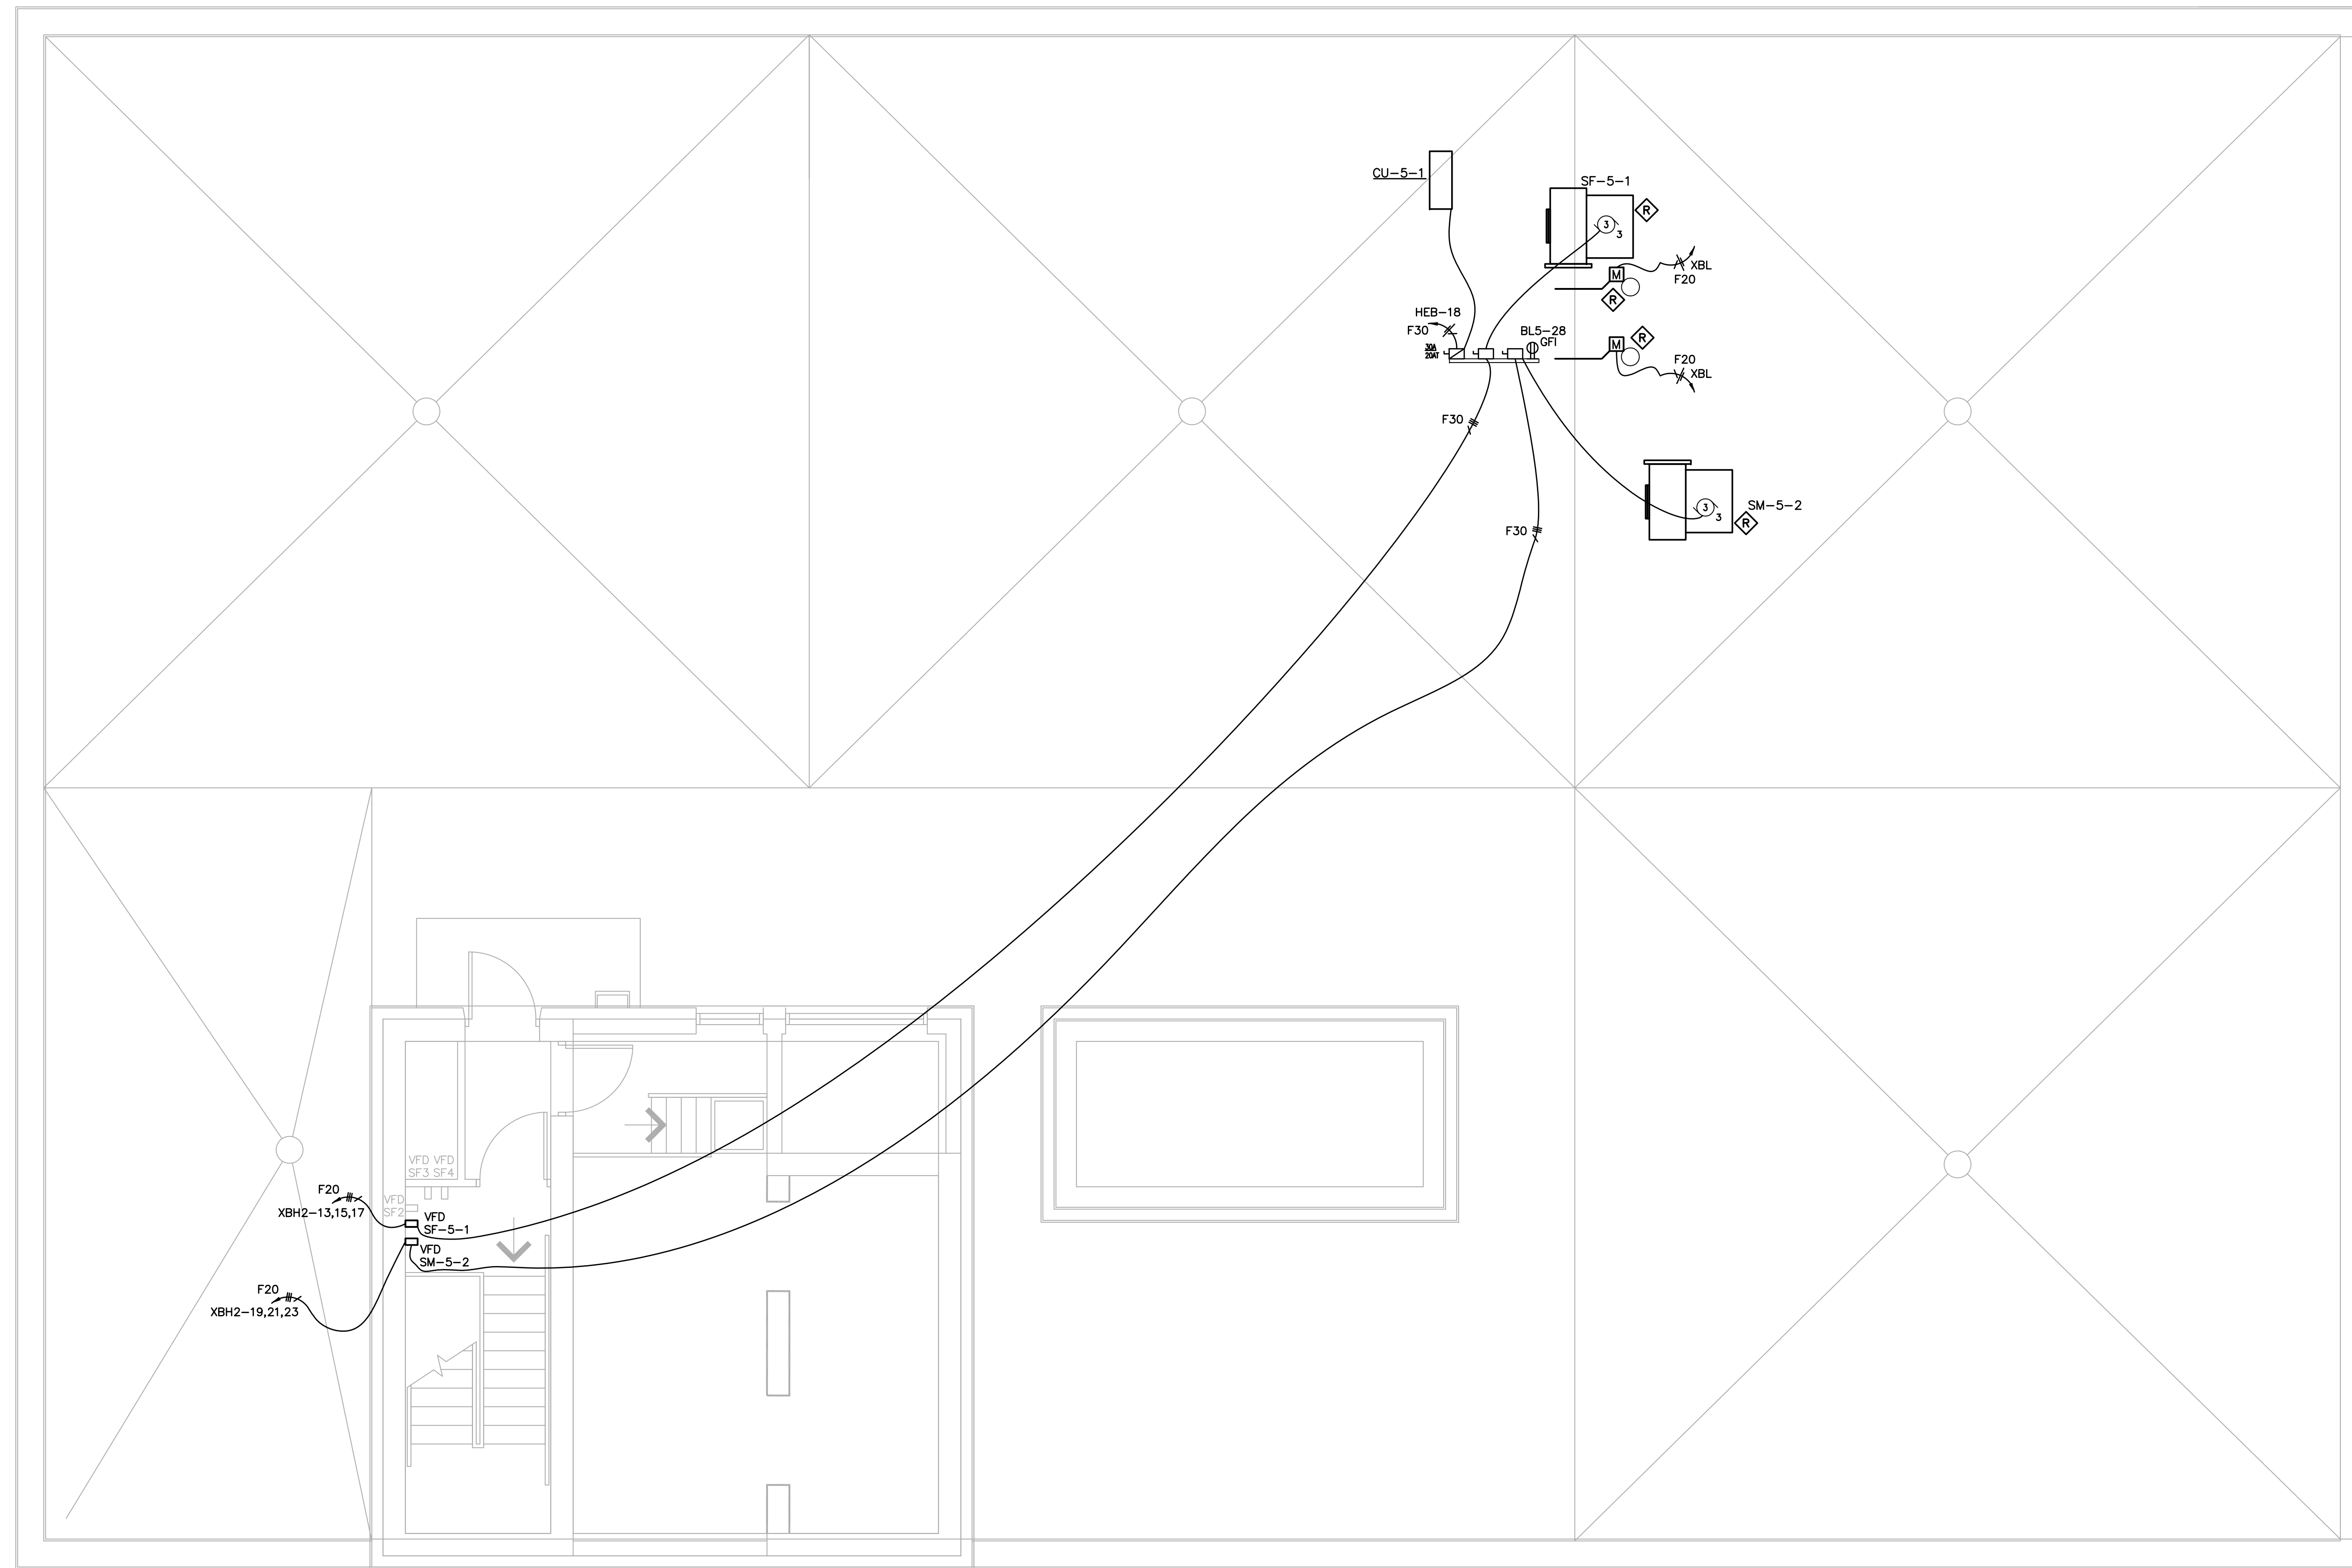 CU-5-1
SF-5-1
R
3
3
M
XBL
F20
R
HEB-18
F30
30A
20AT
BL5-28
GFI
M
R
F20
XBL
F30
3
3
SM-5-2
R
F30
VFD VFD
SF3 SF4
F20
XBH2-13,15,17
VFD
SF2
VFD
SF-5-1
VFD
SM-5-2
F20
XBH2-19,21,23